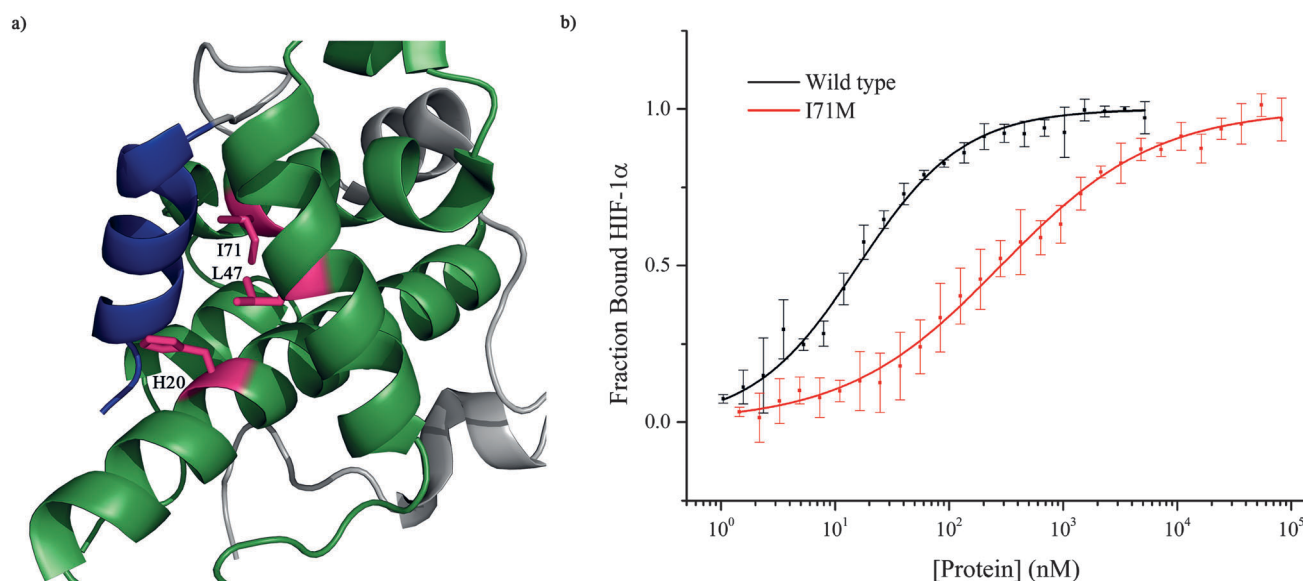 a)
I71
L47
H20
b)
Wild type
I71M
1.0
0.5
0.0
Fraction Bound HIF-1α
10⁰
10¹
10²
10³
10⁴
10⁵
[Protein] (nM)